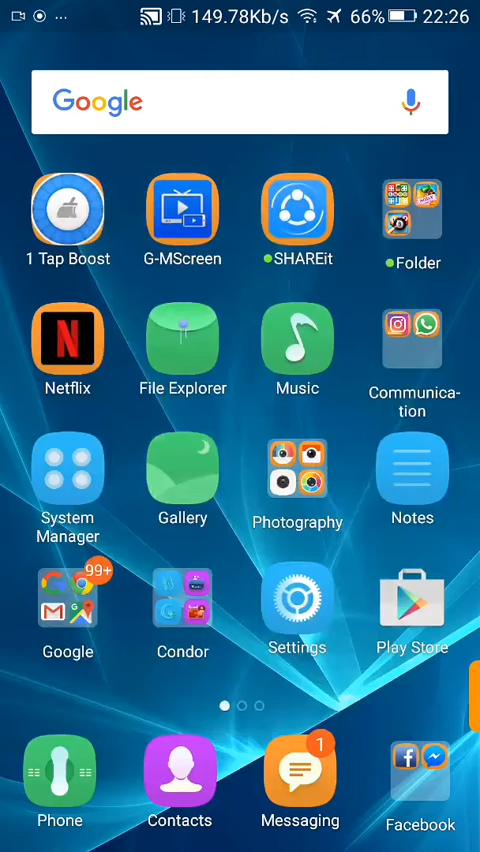 ... 149.78Kb/s 66% 22:26
Google
1 Tap Boost G-MScreen SHAREit Folder
Netflix File Explorer Music Communica-
tion
System
Manager Gallery Photography Notes
99+
Google Condor Settings Play Store
1
Phone Contacts Messaging Facebook